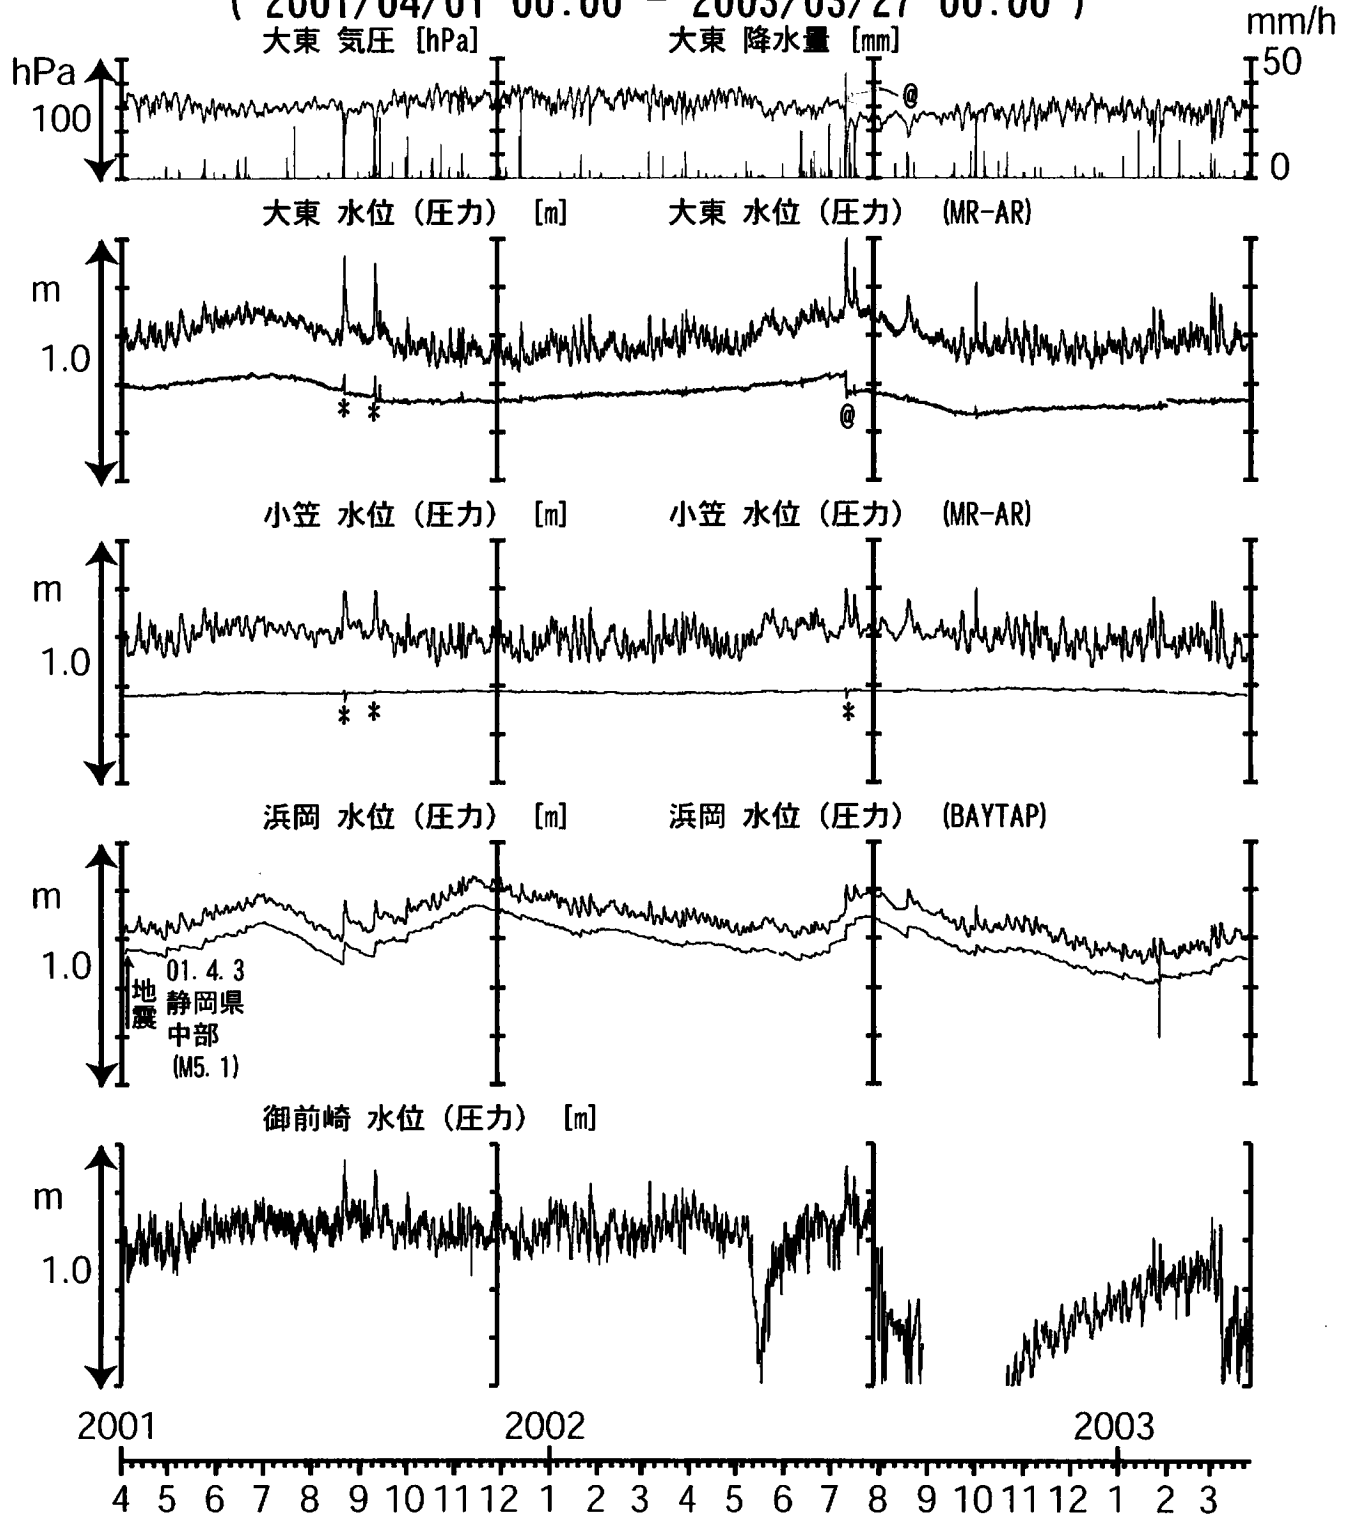 ( 2001/04/01 00:00 - 2003/03/27 00:00 )
mm/h
大東 気圧 [hPa] 大東 降水量 [mm]
hPa 50
100 @
0
大東 水位 (圧力) [m] 大東 水位 (圧力) (MR-AR)
m
1.0
* * @
小笠 水位 (圧力) [m] 小笠 水位 (圧力) (MR-AR)
m
1.0
* * *
浜岡 水位 (圧力) [m] 浜岡 水位 (圧力) (BAYTAP)
m
1.0
地震
01.4.3
静岡県
中部
(M5.1)
御前崎 水位 (圧力) [m]
m
1.0
2001 2002 2003
4 5 6 7 8 9 10 11 12 1 2 3 4 5 6 7 8 9 10 11 12 1 2 3